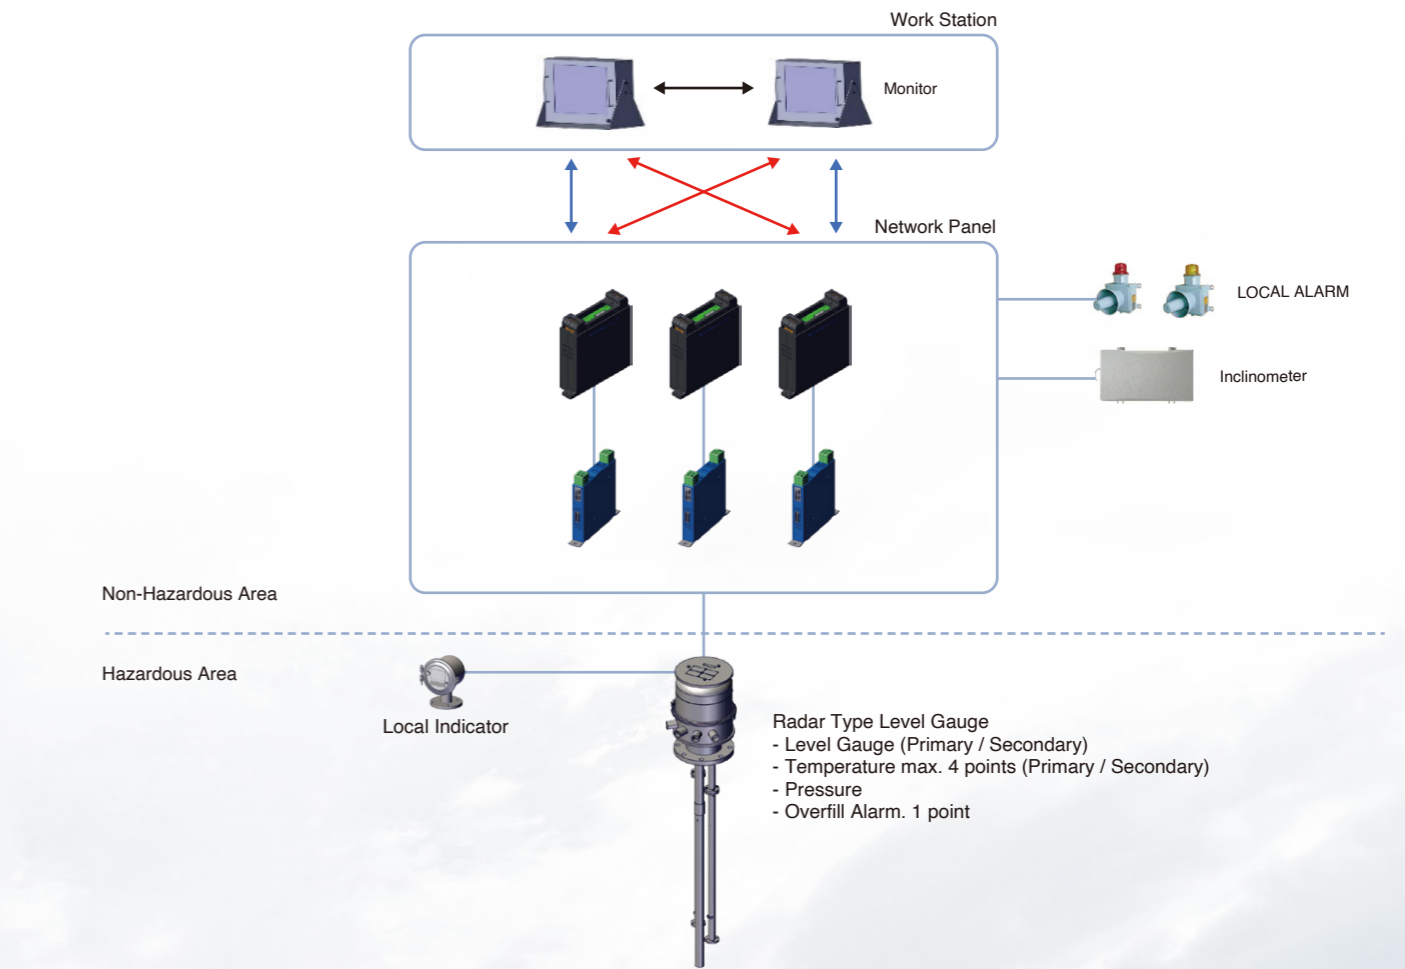 Work Station
Monitor
Network Panel
LOCAL ALARM
Inclinometer
Non-Hazardous Area
Hazardous Area
Local Indicator
Radar Type Level Gauge
- Level Gauge (Primary / Secondary)
- Temperature max. 4 points (Primary / Secondary)
- Pressure
- Overfill Alarm. 1 point